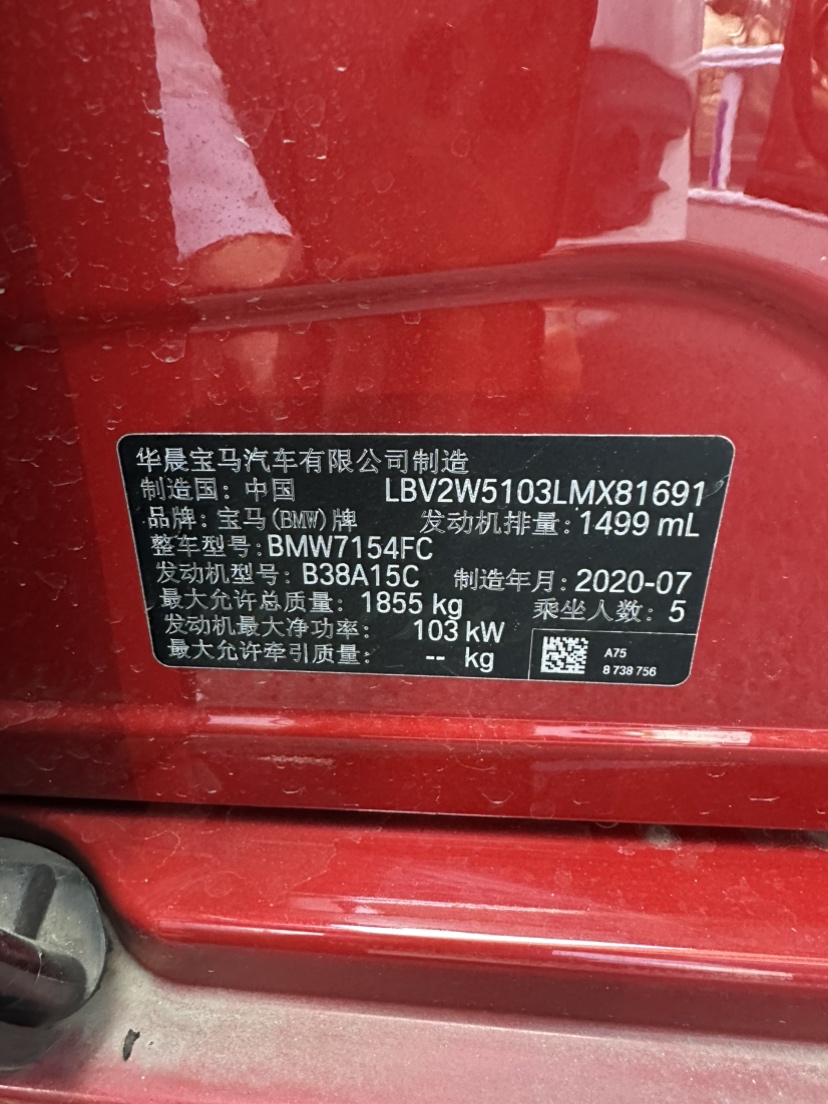 华晨宝马汽车有限公司制造
制造国: 中国 LBV2W5103LMX81691
品牌: 宝马(BMW)牌 发动机排量: 1499 mL
整车型号: BMW7154FC
发动机型号: B38A15C 制造年月: 2020-07
最大允许总质量: 1855 kg 乘坐人数: 5
发动机最大净功率: 103 kW
最大允许牵引质量: -- kg
A75
8 738 756